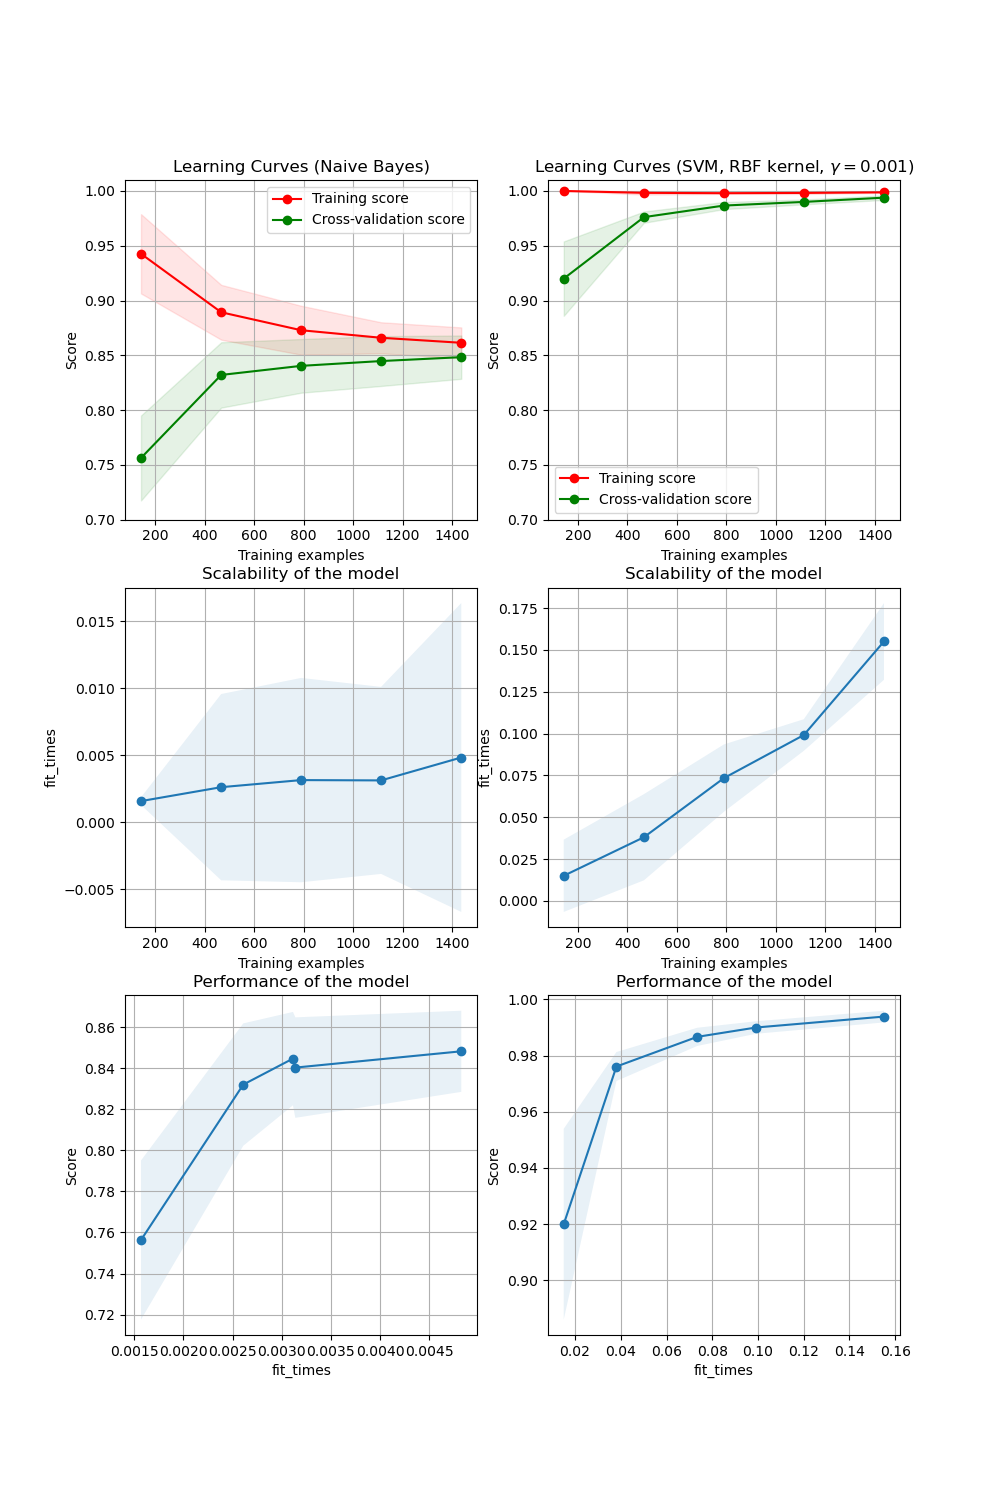 Learning Curves (Naive Bayes)
1.00
0.95
0.90
0.85
0.80
0.75
0.70
Score
Training score
Cross-validation score
200 400 600 800 1000 1200 1400
Training examples
Learning Curves (SVM, RBF kernel, γ = 0.001)
1.00
0.95
0.90
0.85
0.80
0.75
0.70
Score
Training score
Cross-validation score
200 400 600 800 1000 1200 1400
Training examples
Scalability of the model
0.015
0.010
0.005
0.000
−0.005
fit_times
200 400 600 800 1000 1200 1400
Training examples
Scalability of the model
0.175
0.150
0.125
0.100
0.075
0.050
0.025
0.000
fit_times
200 400 600 800 1000 1200 1400
Training examples
Performance of the model
0.86
0.84
0.82
0.80
0.78
0.76
0.74
0.72
Score
0.0015 0.0020 0.0025 0.0030 0.0035 0.0040 0.0045
fit_times
Performance of the model
1.00
0.98
0.96
0.94
0.92
0.90
Score
0.02 0.04 0.06 0.08 0.10 0.12 0.14 0.16
fit_times